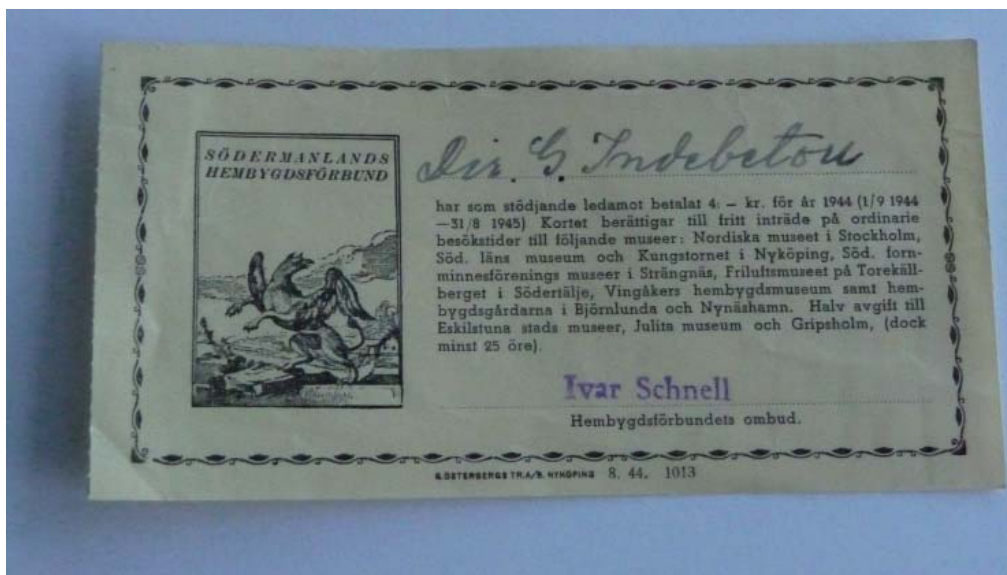 SÖDERMANLANDS
HEMBYGDSFÖRBUND
Dir. G. Indebetou
har som stödjande ledamot betalat 4: – kr. för år 1944 (1/9 1944
—31/8 1945) Kortet berättigar till fritt inträde på ordinarie
besökstider till följande museer: Nordiska museet i Stockholm,
Söd. läns museum och Kungstornet i Nyköping, Söd. forn-
minnesförenings museer i Strängnäs, Friluftsmuseet på Torekäll-
berget i Södertälje, Vingåkers hembygdsmuseum samt hem-
bygdsgårdarna i Björnlunda och Nynäshamn. Halv avgift till
Eskilstuna stads museer, Julita museum och Gripsholm, (dock
minst 25 öre).
Ivar Schnell
Hembygdsförbundets ombud.
G. ÖSTERBERGS TR. A/B. NYKÖPING 8. 44. 1013